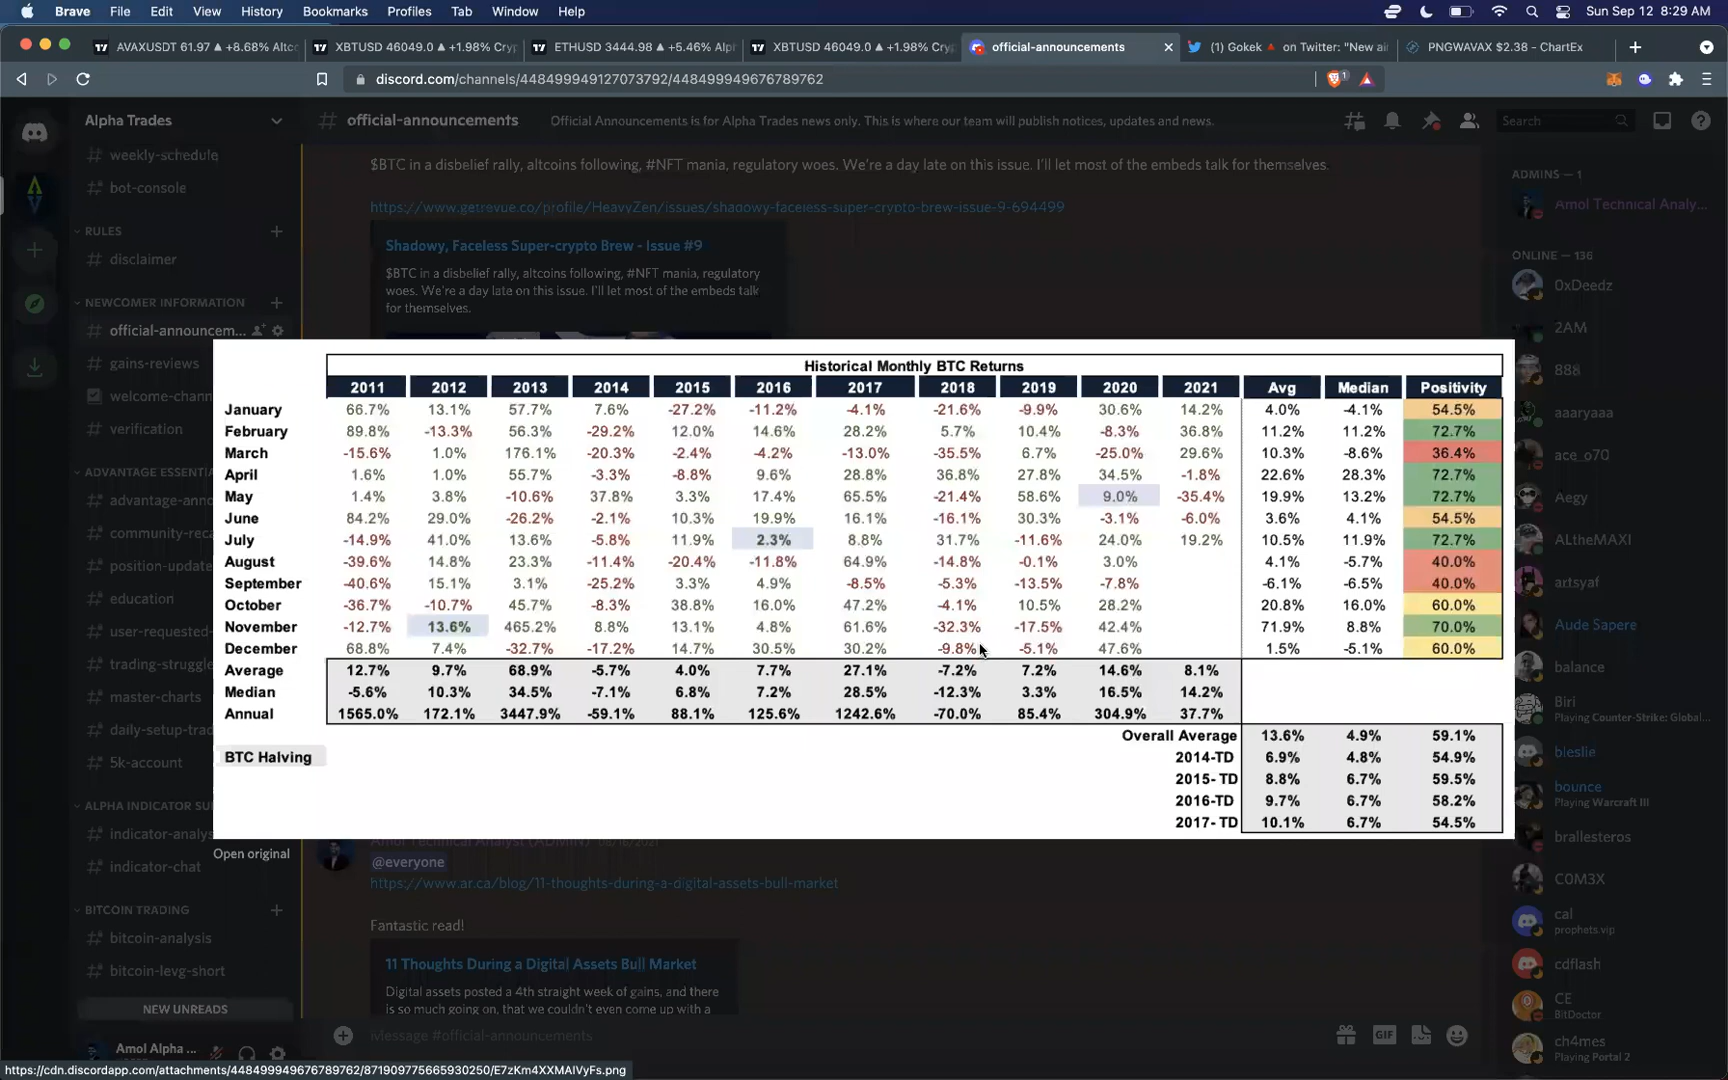 Brave File Edit View History Bookmarks Profiles Tab Window Help Sun Sep 12 8:29 AM
AVAXUSDT 61.97 ▲ +8.68% Altc XBTUSD 46049.0 ▲ +1.98% Cry ETHUSD 3444.98 ▲ +5.46% Alp XBTUSD 46049.0 ▲ +1.98% Cry official-announcements (1) Gokek on Twitter: "New ai PNGWAVAX $2.38 - ChartEx
discord.com/channels/448499949127073792/448499949676789762
Alpha Trades
# official-announcements Official Announcements is for Alpha Trades news only. This is where our team will publish notices, updates and news. Search
weekly-schedule
bot-console
RULES
disclaimer
NEWCOMER INFORMATION
official-announcem...
gains-reviews
welcome-chann
verification
ADVANTAGE ESSENTIA
advantage-anno
community-reca
position-update
education
user-requested-
trading-struggle
master-charts
daily-setup-trad
5k-account
ALPHA INDICATOR SU
indicator-analys
indicator-chat
BITCOIN TRADING
bitcoin-analysis
bitcoin-levg-short
NEW UNREADS
Amol Alpha ...
$BTC in a disbelief rally, altcoins following, #NFT mania, regulatory woes. We're a day late on this issue. I'll let most of the embeds talk for themselves.
https://www.getrevue.co/profile/HeavyZen/issues/shadowy-faceless-super-crypto-brew-issue-9-694499
Shadowy, Faceless Super-crypto Brew - Issue #9
$BTC in a disbelief rally, altcoins following, #NFT mania, regulatory
woes. We're a day late on this issue. I'll let most of the embeds talk
for themselves.
Historical Monthly BTC Returns
2011 2012 2013 2014 2015 2016 2017 2018 2019 2020 2021 Avg Median Positivity
January 66.7% 13.1% 57.7% 7.6% -27.2% -11.2% -4.1% -21.6% -9.9% 30.6% 14.2% 4.0% -4.1% 54.5%
February 89.8% -13.3% 56.3% -29.2% 12.0% 14.6% 28.2% 5.7% 10.4% -8.3% 36.8% 11.2% 11.2% 72.7%
March -15.6% 1.0% 176.1% -20.3% -2.4% -4.2% -13.0% -35.5% 6.7% -25.0% 29.6% 10.3% -8.6% 36.4%
April 1.6% 1.0% 55.7% -3.3% -8.8% 9.6% 28.8% 36.8% 27.8% 34.5% -1.8% 22.6% 28.3% 72.7%
May 1.4% 3.8% -10.6% 37.8% 3.3% 17.4% 65.5% -21.4% 58.6% 9.0% -35.4% 19.9% 13.2% 72.7%
June 84.2% 29.0% -26.2% -2.1% 10.3% 19.9% 16.1% -16.1% 30.3% -3.1% -6.0% 3.6% 4.1% 54.5%
July -14.9% 41.0% 13.6% -5.8% 11.9% 2.3% 8.8% 31.7% -11.6% 24.0% 19.2% 10.5% 11.9% 72.7%
August -39.6% 14.8% 23.3% -11.4% -20.4% -11.8% 64.9% -14.8% -0.1% 3.0% 4.1% -5.7% 40.0%
September -40.6% 15.1% 3.1% -25.2% 3.3% 4.9% -8.5% -5.3% -13.5% -7.8% -6.1% -6.5% 40.0%
October -36.7% -10.7% 45.7% -8.3% 38.8% 16.0% 47.2% -4.1% 10.5% 28.2% 20.8% 16.0% 60.0%
November -12.7% 13.6% 465.2% 8.8% 13.1% 4.8% 61.6% -32.3% -17.5% 42.4% 71.9% 8.8% 70.0%
December 68.8% 7.4% -32.7% -17.2% 14.7% 30.5% 30.2% -9.8% -5.1% 47.6% 1.5% -5.1% 60.0%
Average 12.7% 9.7% 68.9% -5.7% 4.0% 7.7% 27.1% -7.2% 7.2% 14.6% 8.1%
Median -5.6% 10.3% 34.5% -7.1% 6.8% 7.2% 28.5% -12.3% 3.3% 16.5% 14.2%
Annual 1565.0% 172.1% 3447.9% -59.1% 88.1% 125.6% 1242.6% -70.0% 85.4% 304.9% 37.7%
Overall Average 13.6% 4.9% 59.1%
BTC Halving 2014-TD 6.9% 4.8% 54.9%
2015- TD 8.8% 6.7% 59.5%
2016-TD 9.7% 6.7% 58.2%
2017- TD 10.1% 6.7% 54.5%
Open original
Amol Technical Analyst (ADMIN)
@everyone
https://www.ar.ca/blog/11-thoughts-during-a-digital-assets-bull-market
Fantastic read!
11 Thoughts During a Digital Assets Bull Market
Digital assets posted a 4th straight week of gains, and there
is so much going on, that we couldn't even come up with a
Message #official-announcements
GIF
ADMINS — 1
Amol Technical Analy...
ONLINE — 136
0xDeedz
2AM
888
aaaryaaa
ace_o70
Aegy
ALtheMAXI
artsyaf
Aude Sapere
balance
Biri
Playing Counter-Strike: Global...
bleslie
bounce
Playing Warcraft III
brallesteros
C0M3X
cal
prophets.vip
cdflash
CE
BitDoctor
ch4mes
Playing Portal 2
https://cdn.discordapp.com/attachments/448499949676789762/871909775665930250/E7zKm4XXMAIVyFs.png